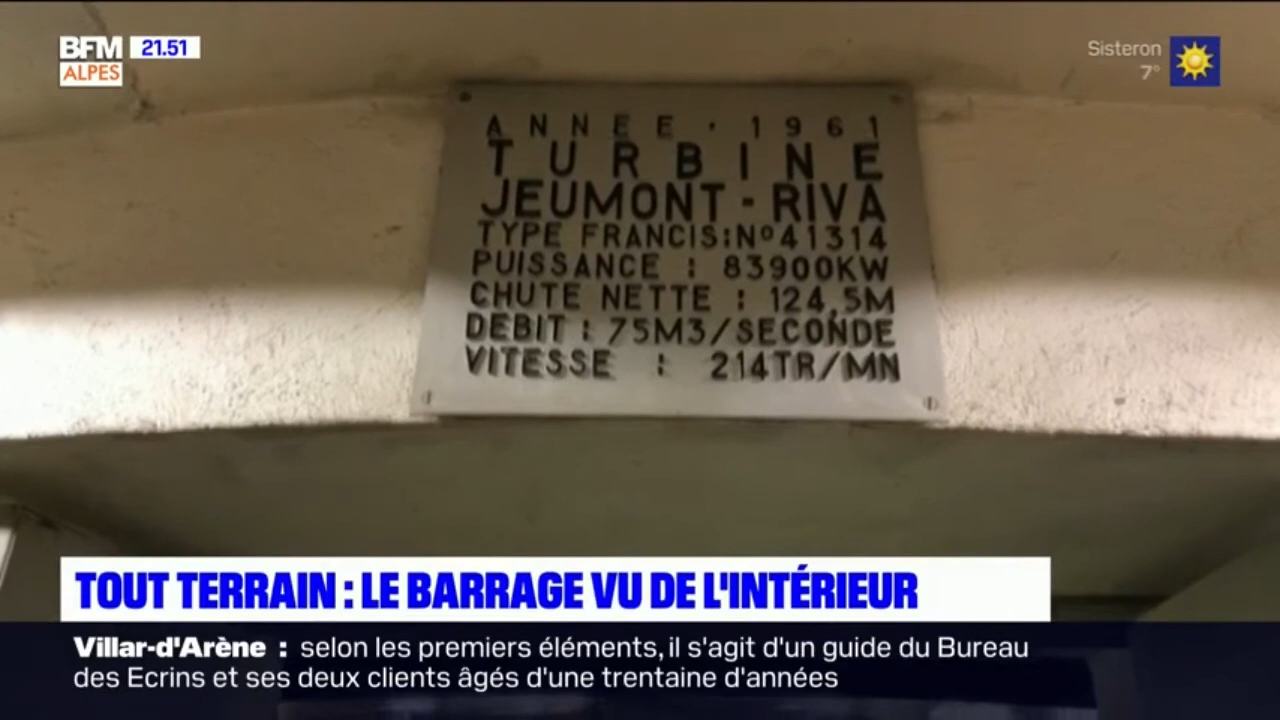 BFM 21.51
ALPES
Sisteron
7°
ANNEE · 1961
TURBINE
JEUMONT - RIVA
TYPE FRANCIS:Nº41314
PUISSANCE : 83900KW
CHUTE NETTE : 124,5M
DEBIT : 75M3/SECONDE
VITESSE : 214TR/MN
TOUT TERRAIN : LE BARRAGE VU DE L'INTÉRIEUR
Villar-d'Arène : selon les premiers éléments, il s'agit d'un guide du Bureau
des Ecrins et ses deux clients âgés d'une trentaine d'années